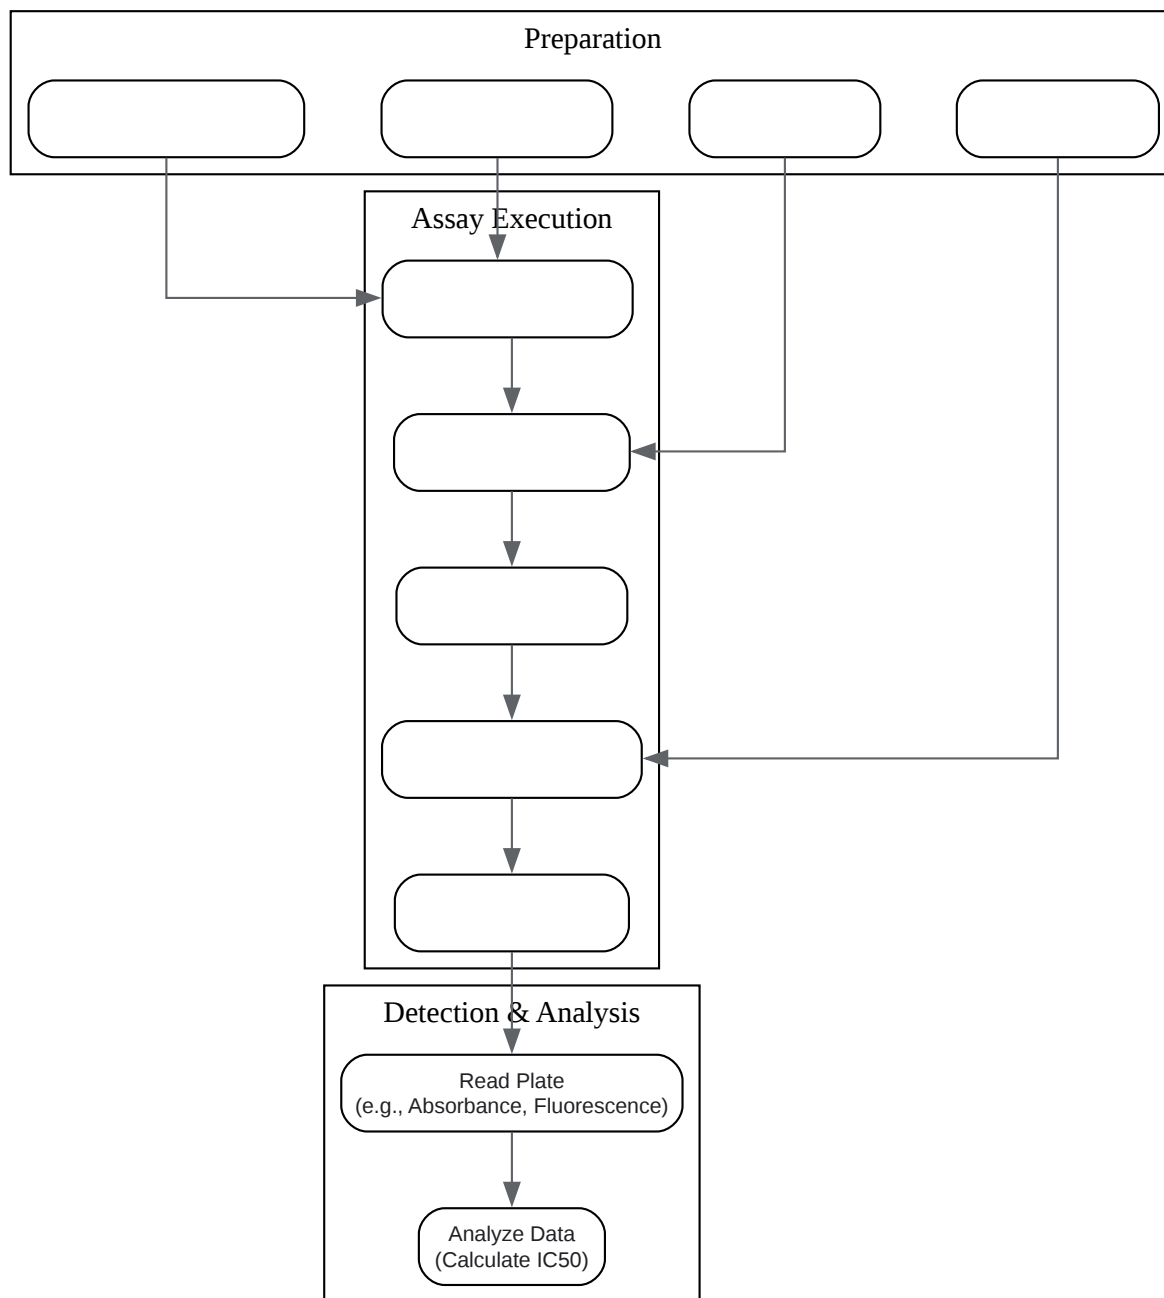 Preparation
Assay Execution
Detection & Analysis
Read Plate
(e.g., Absorbance, Fluorescence)
Analyze Data
(Calculate IC50)